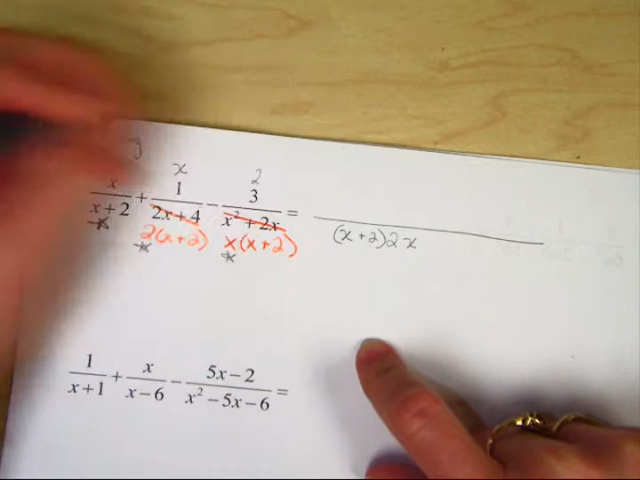 x 2
x/x+2 + 1/2x+4 - 3/x²+2x =
2(x+2) x(x+2) (x+2)2x
* * *
1/x+1 + x/x-6 - 5x-2/x²-5x-6 =